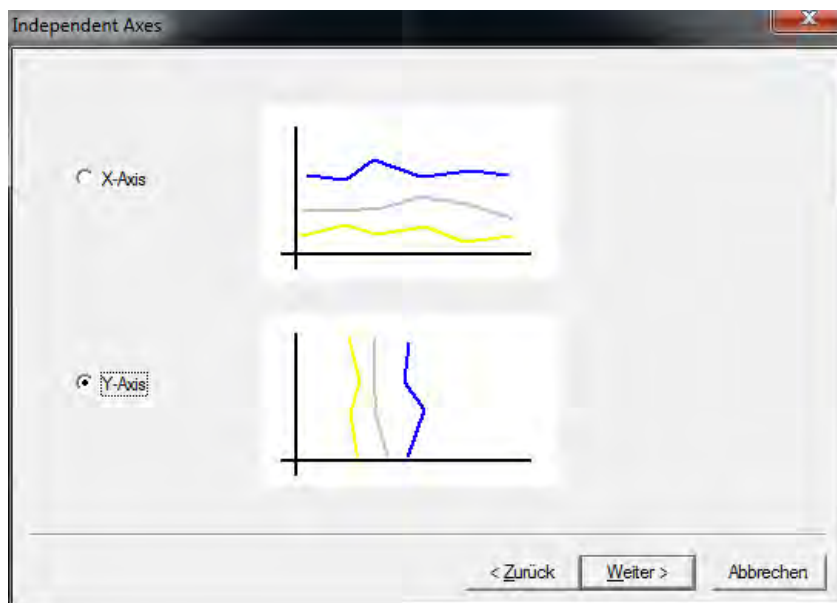 Independent Axes
X-Axis
Y-Axis
< Zurück Weiter > Abbrechen